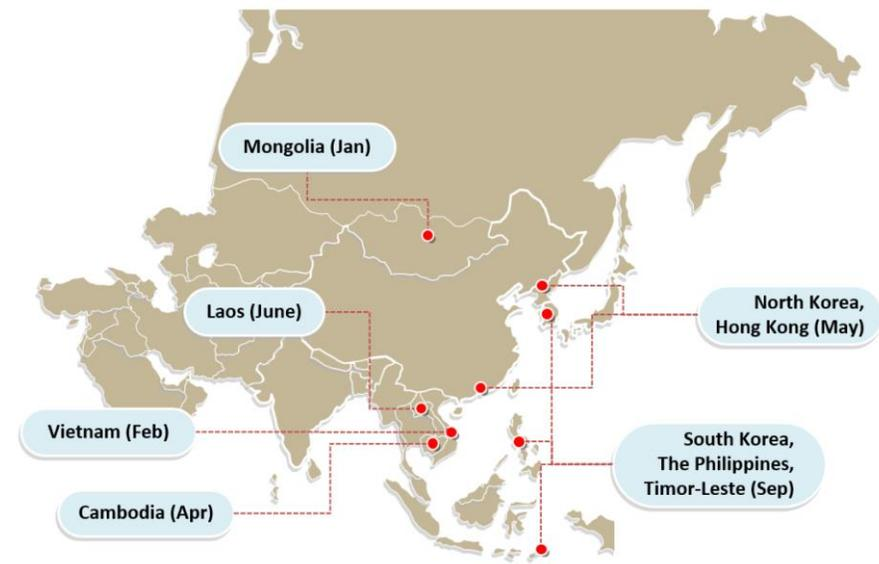 Mongolia (Jan)
Laos (June)
North Korea,
Hong Kong (May)
Vietnam (Feb)
South Korea,
The Philippines,
Timor-Leste (Sep)
Cambodia (Apr)